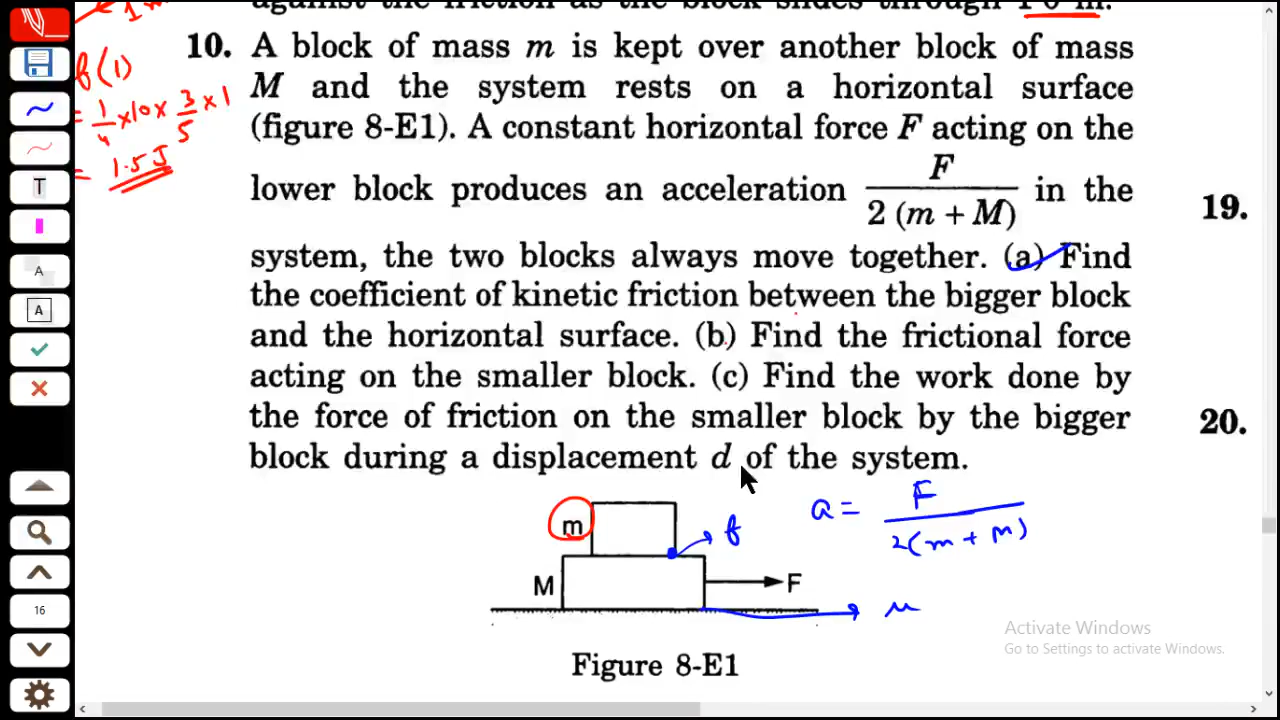 against the friction as the block slides through 1·0 m.
10. A block of mass m is kept over another block of mass
M and the system rests on a horizontal surface
(figure 8-E1). A constant horizontal force F acting on the
lower block produces an acceleration F / 2 (m + M) in the
system, the two blocks always move together. (a) Find
the coefficient of kinetic friction between the bigger block
and the horizontal surface. (b) Find the frictional force
acting on the smaller block. (c) Find the work done by
the force of friction on the smaller block by the bigger
block during a displacement d of the system.
19.
20.
f(1)
= 1/4 × 10 × 3/5 × 1
= 1.5 J
m
f
M
F
μ
a = F / 2(m + M)
Figure 8-E1
T
A
A
16
Activate Windows
Go to Settings to activate Windows.